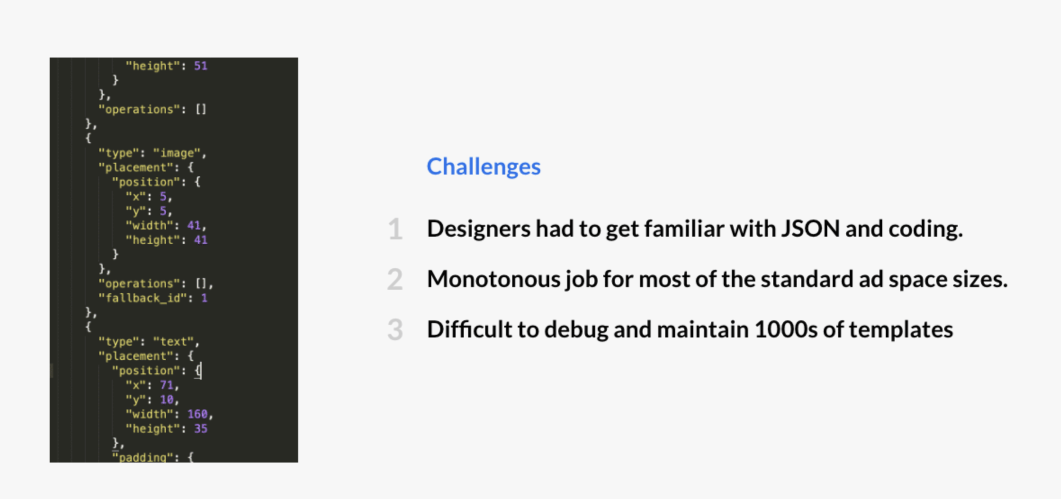 "height": 51
}
},
"operations": []
},
{
"type": "image",
"placement": {
"position": {
"x": 5,
"y": 5,
"width": 41,
"height": 41
}
},
"operations": [],
"fallback_id": 1
},
{
"type": "text",
"placement": {
"position": {
"x": 71,
"y": 10,
"width": 160,
"height": 35
},
"padding": {
Challenges
1 Designers had to get familiar with JSON and coding.
2 Monotonous job for most of the standard ad space sizes.
3 Difficult to debug and maintain 1000s of templates